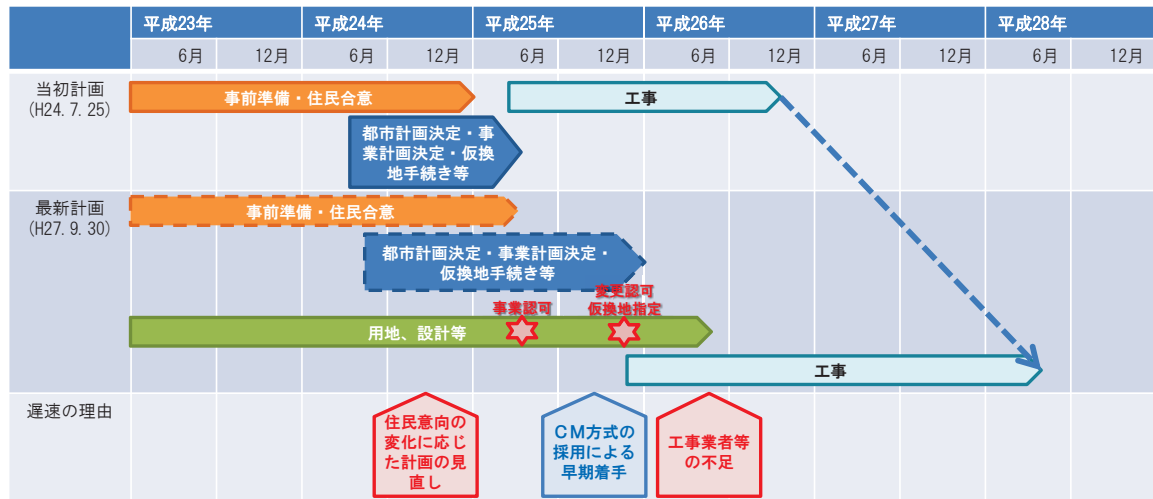 平成23年 平成24年 平成25年 平成26年 平成27年 平成28年
6月 12月 6月 12月 6月 12月 6月 12月 6月 12月 6月 12月
当初計画
(H24.7.25)
事前準備・住民合意
工事
都市計画決定・事
業計画決定・仮換
地手続き等
最新計画
(H27.9.30)
事前準備・住民合意
都市計画決定・事業計画決定・
仮換地手続き等
事業認可
変更認可
仮換地指定
用地、設計等
工事
遅速の理由
住民意向の
変化に応じ
た計画の見
直し
CM方式の
採用による
早期着手
工事業者等
の不足